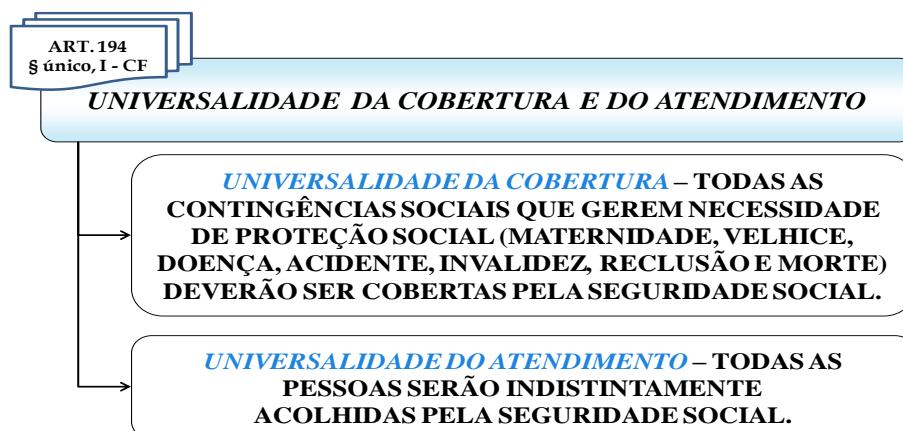 ART. 194
§ único, I - CF
UNIVERSALIDADE DA COBERTURA E DO ATENDIMENTO
UNIVERSALIDADE DA COBERTURA – TODAS AS
CONTINGÊNCIAS SOCIAIS QUE GEREM NECESSIDADE
DE PROTEÇÃO SOCIAL (MATERNIDADE, VELHICE,
DOENÇA, ACIDENTE, INVALIDEZ, RECLUSÃO E MORTE)
DEVERÃO SER COBERTAS PELA SEGURIDADE SOCIAL.
UNIVERSALIDADE DO ATENDIMENTO – TODAS AS
PESSOAS SERÃO INDISTINTAMENTE
ACOLHIDAS PELA SEGURIDADE SOCIAL.